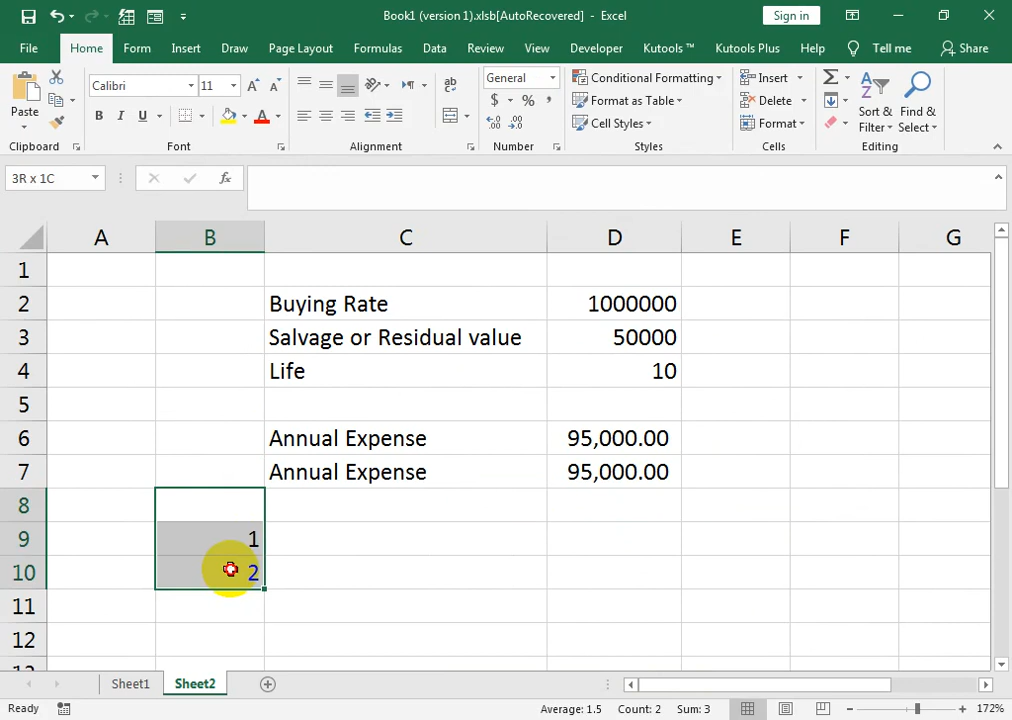 Book1 (version 1).xlsb[AutoRecovered] - Excel
Sign in
File Home Form Insert Draw Page Layout Formulas Data Review View Developer Kutools ™ Kutools Plus Help Tell me Share
Paste
Calibri 11
B I U
A A
A
ab
General
$ % ,
Conditional Formatting
Format as Table
Cell Styles
Insert
Delete
Format
Σ
Sort & Filter
Find & Select
Clipboard Font Alignment Number Styles Cells Editing
3R x 1C fx
A B C D E F G
1
2 Buying Rate 1000000
3 Salvage or Residual value 50000
4 Life 10
5
6 Annual Expense 95,000.00
7 Annual Expense 95,000.00
8
9 1
10 2
11
12
13
Sheet1 Sheet2
Ready Average: 1.5 Count: 2 Sum: 3 172%